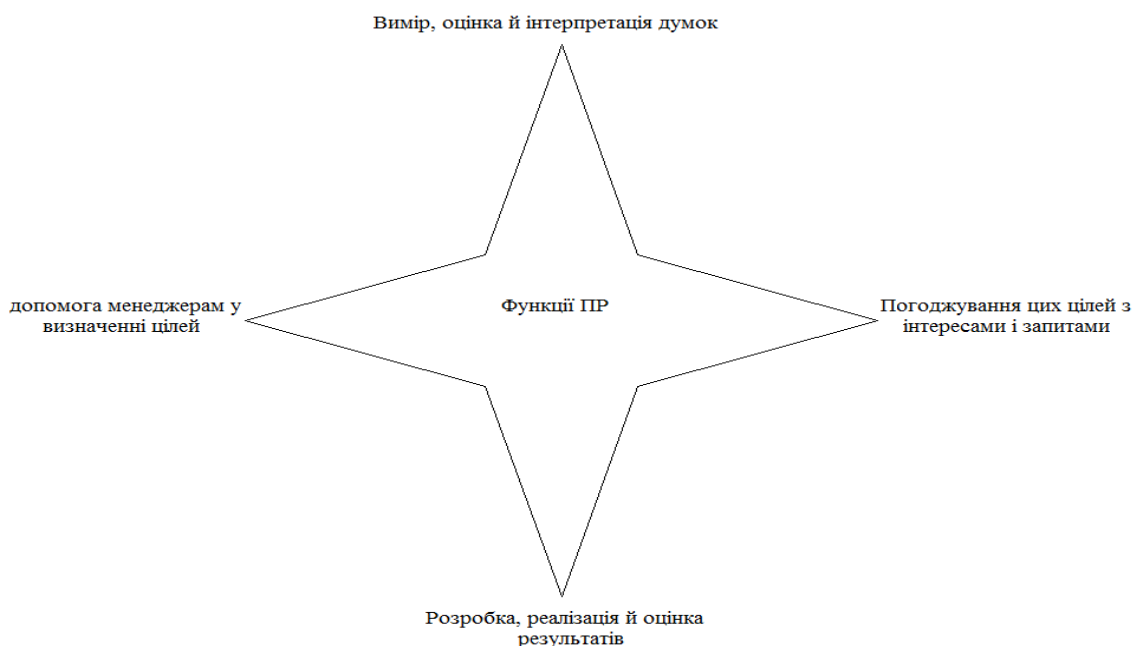 Вимір, оцінка й інтерпретація думок
допомога менеджерам у
визначенні цілей
Функції ПР
Погоджування цих цілей з
інтересами і запитами
Розробка, реалізація й оцінка
результатів